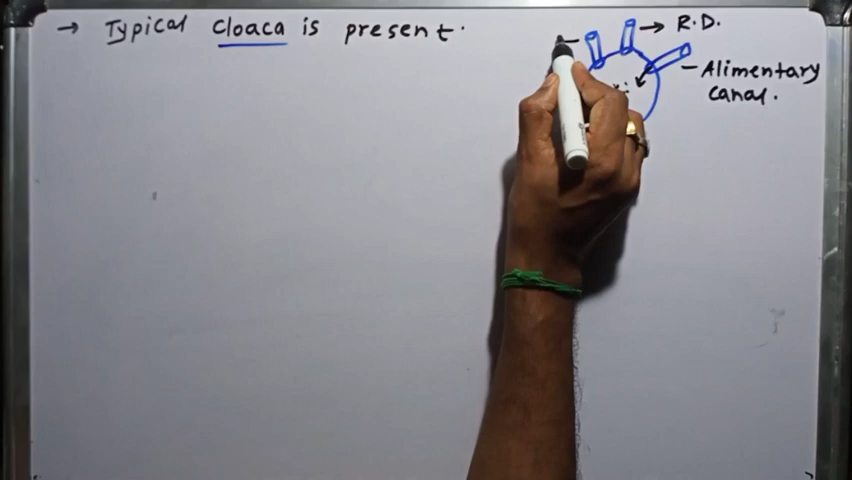 → Typical Cloaca is present.
→ R.D.
- Alimentary
canal.